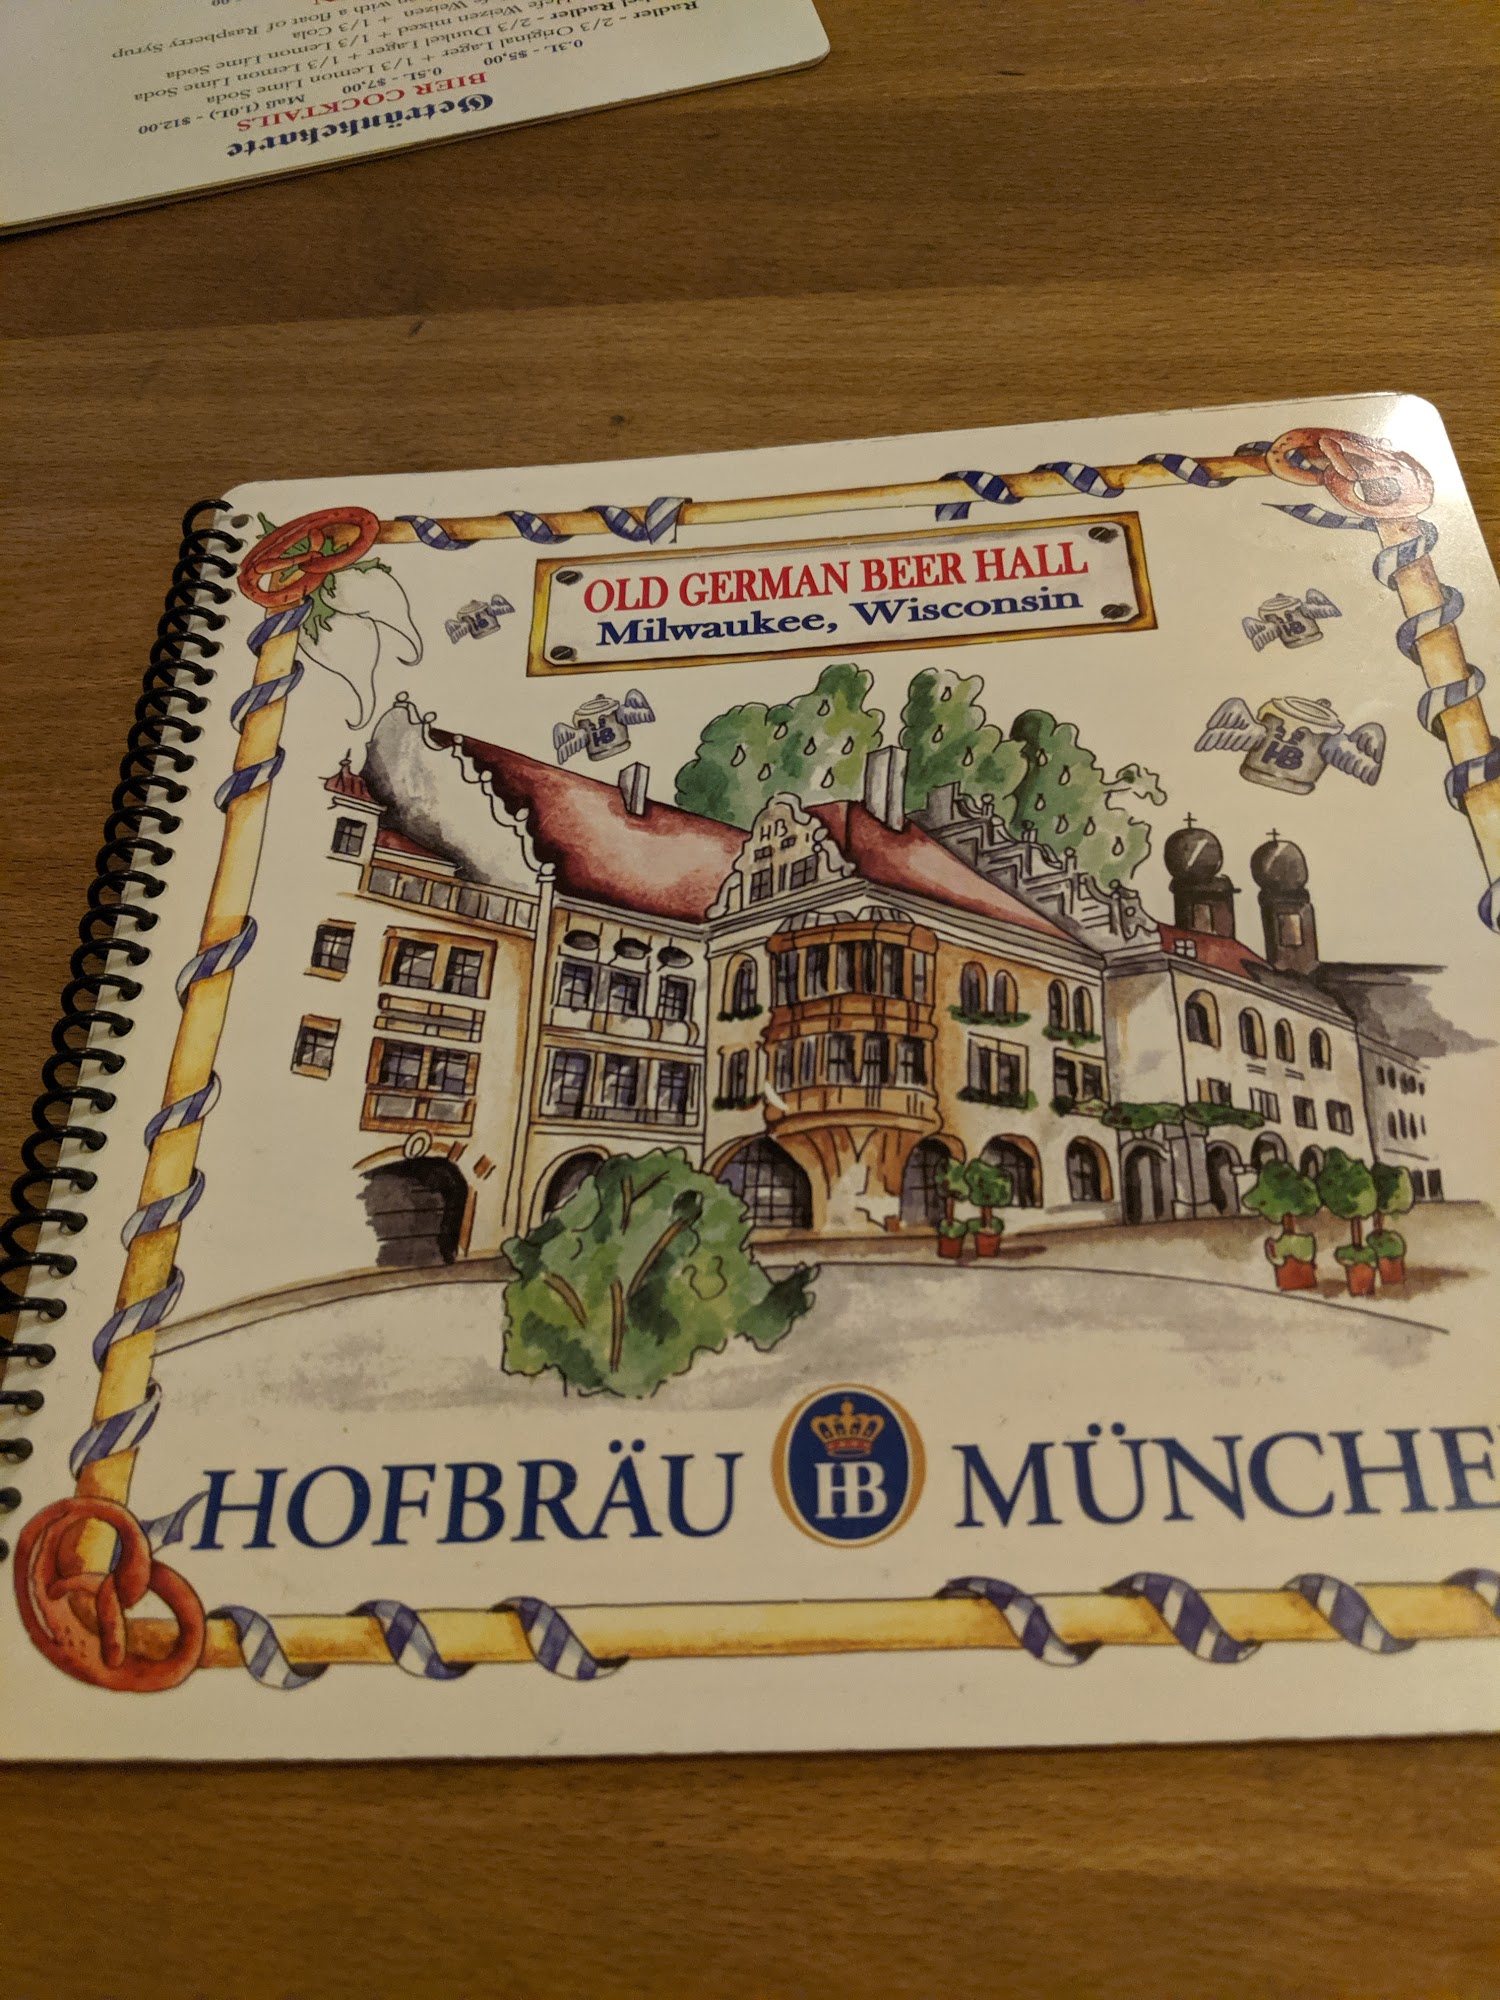 Getränkekarte
BIER COCKTAILS
0.3L - $5,00 0.5L - $7,00 Maß (1.0L) - $12.00
Radler - 2/3 Original Lager + 1/3 Lemon Lime Soda
Radler - 2/3 Dunkel Lager + 1/3 Lemon Lime Soda
Weizen mixed + 1/3 Lemon Lime Soda
Weizen + 1/3 Cola
with a float of Raspberry Syrup
OLD GERMAN BEER HALL
Milwaukee, Wisconsin
HB
HB
HB
HB
HB
HOFBRÄU HB MÜNCHE